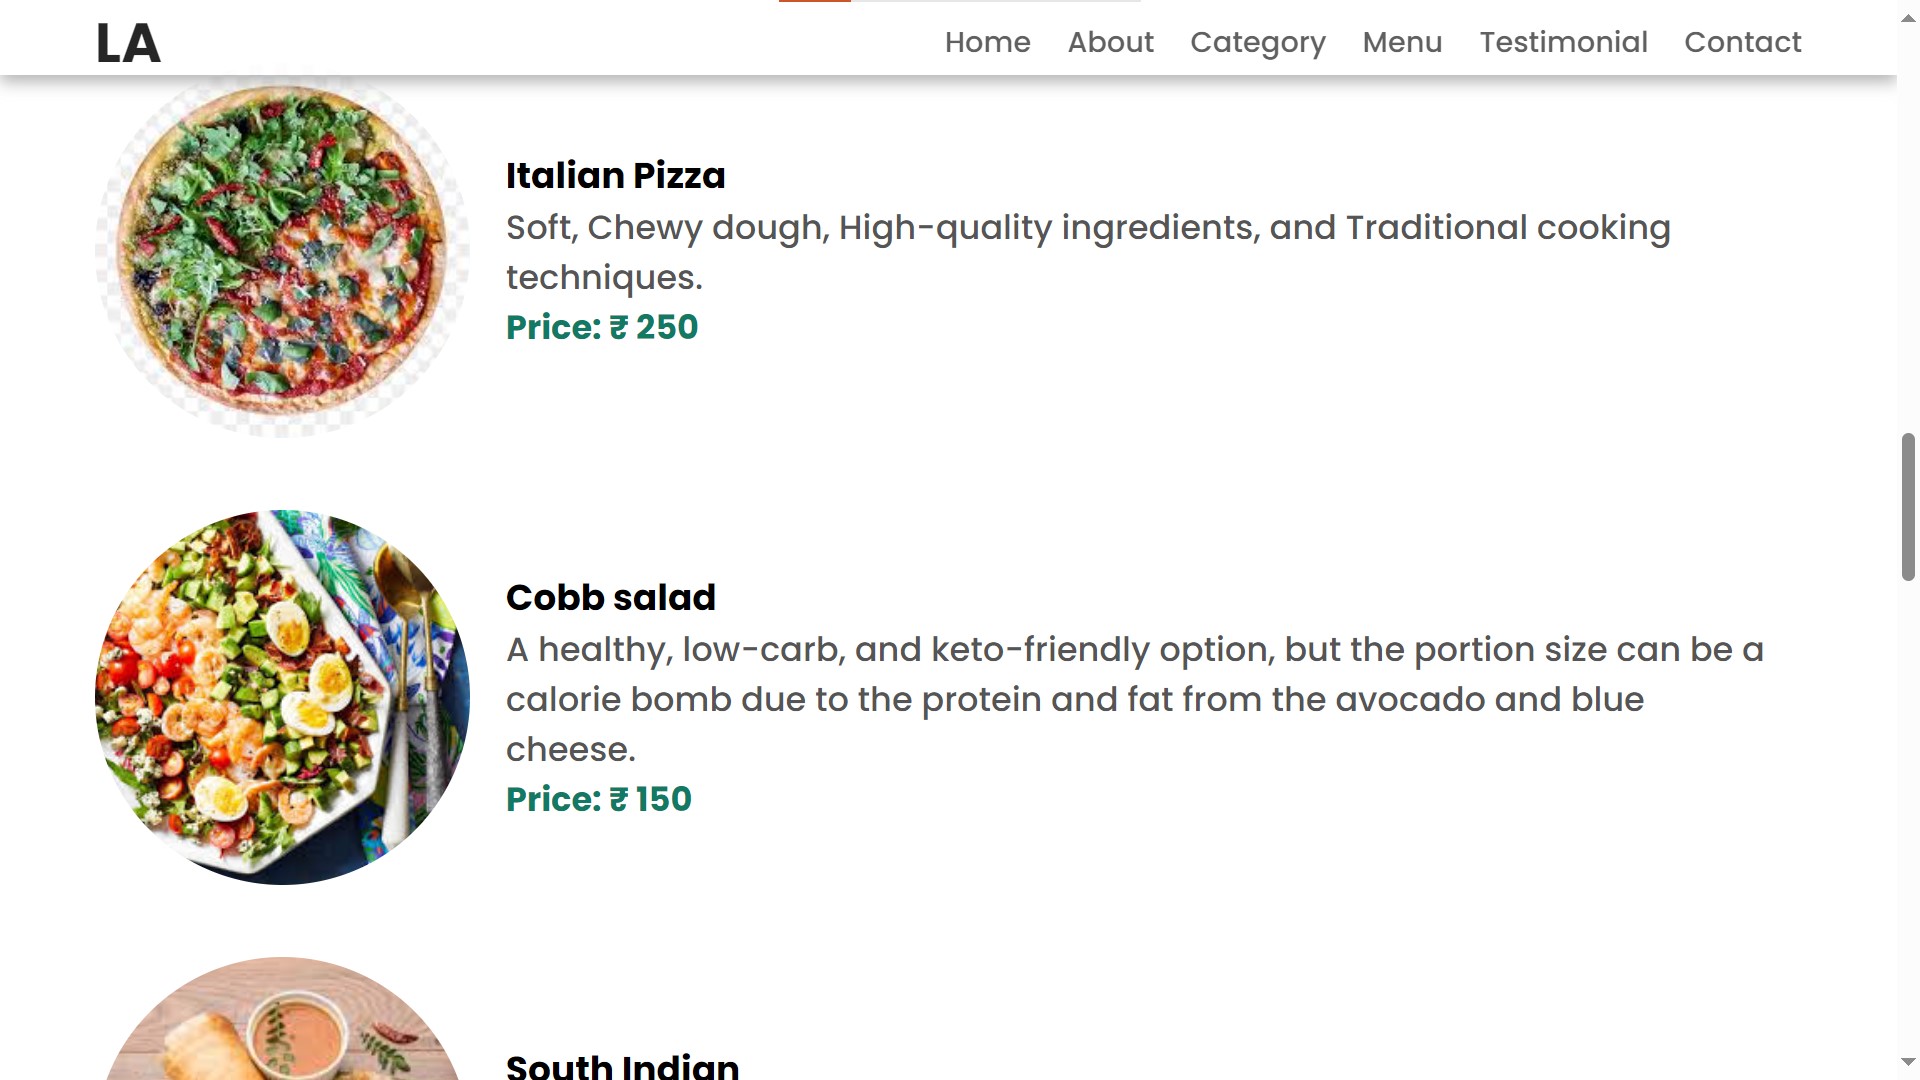 LA
Home About Category Menu Testimonial Contact
Italian Pizza
Soft, Chewy dough, High-quality ingredients, and Traditional cooking
techniques.
Price: ₹ 250
Cobb salad
A healthy, low-carb, and keto-friendly option, but the portion size can be a
calorie bomb due to the protein and fat from the avocado and blue
cheese.
Price: ₹ 150
South Indian